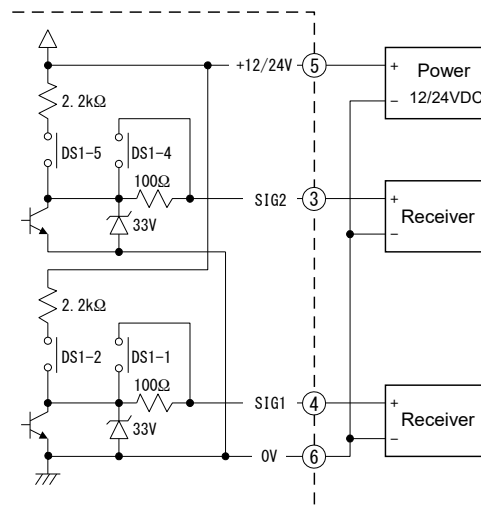 +12/24V
5
+
Power
−
12/24VDC
2.2kΩ
DS1-5
DS1-4
100Ω
SIG2
3
+
Receiver
−
33V
2.2kΩ
DS1-2
DS1-1
100Ω
SIG1
4
+
Receiver
−
33V
0V
6